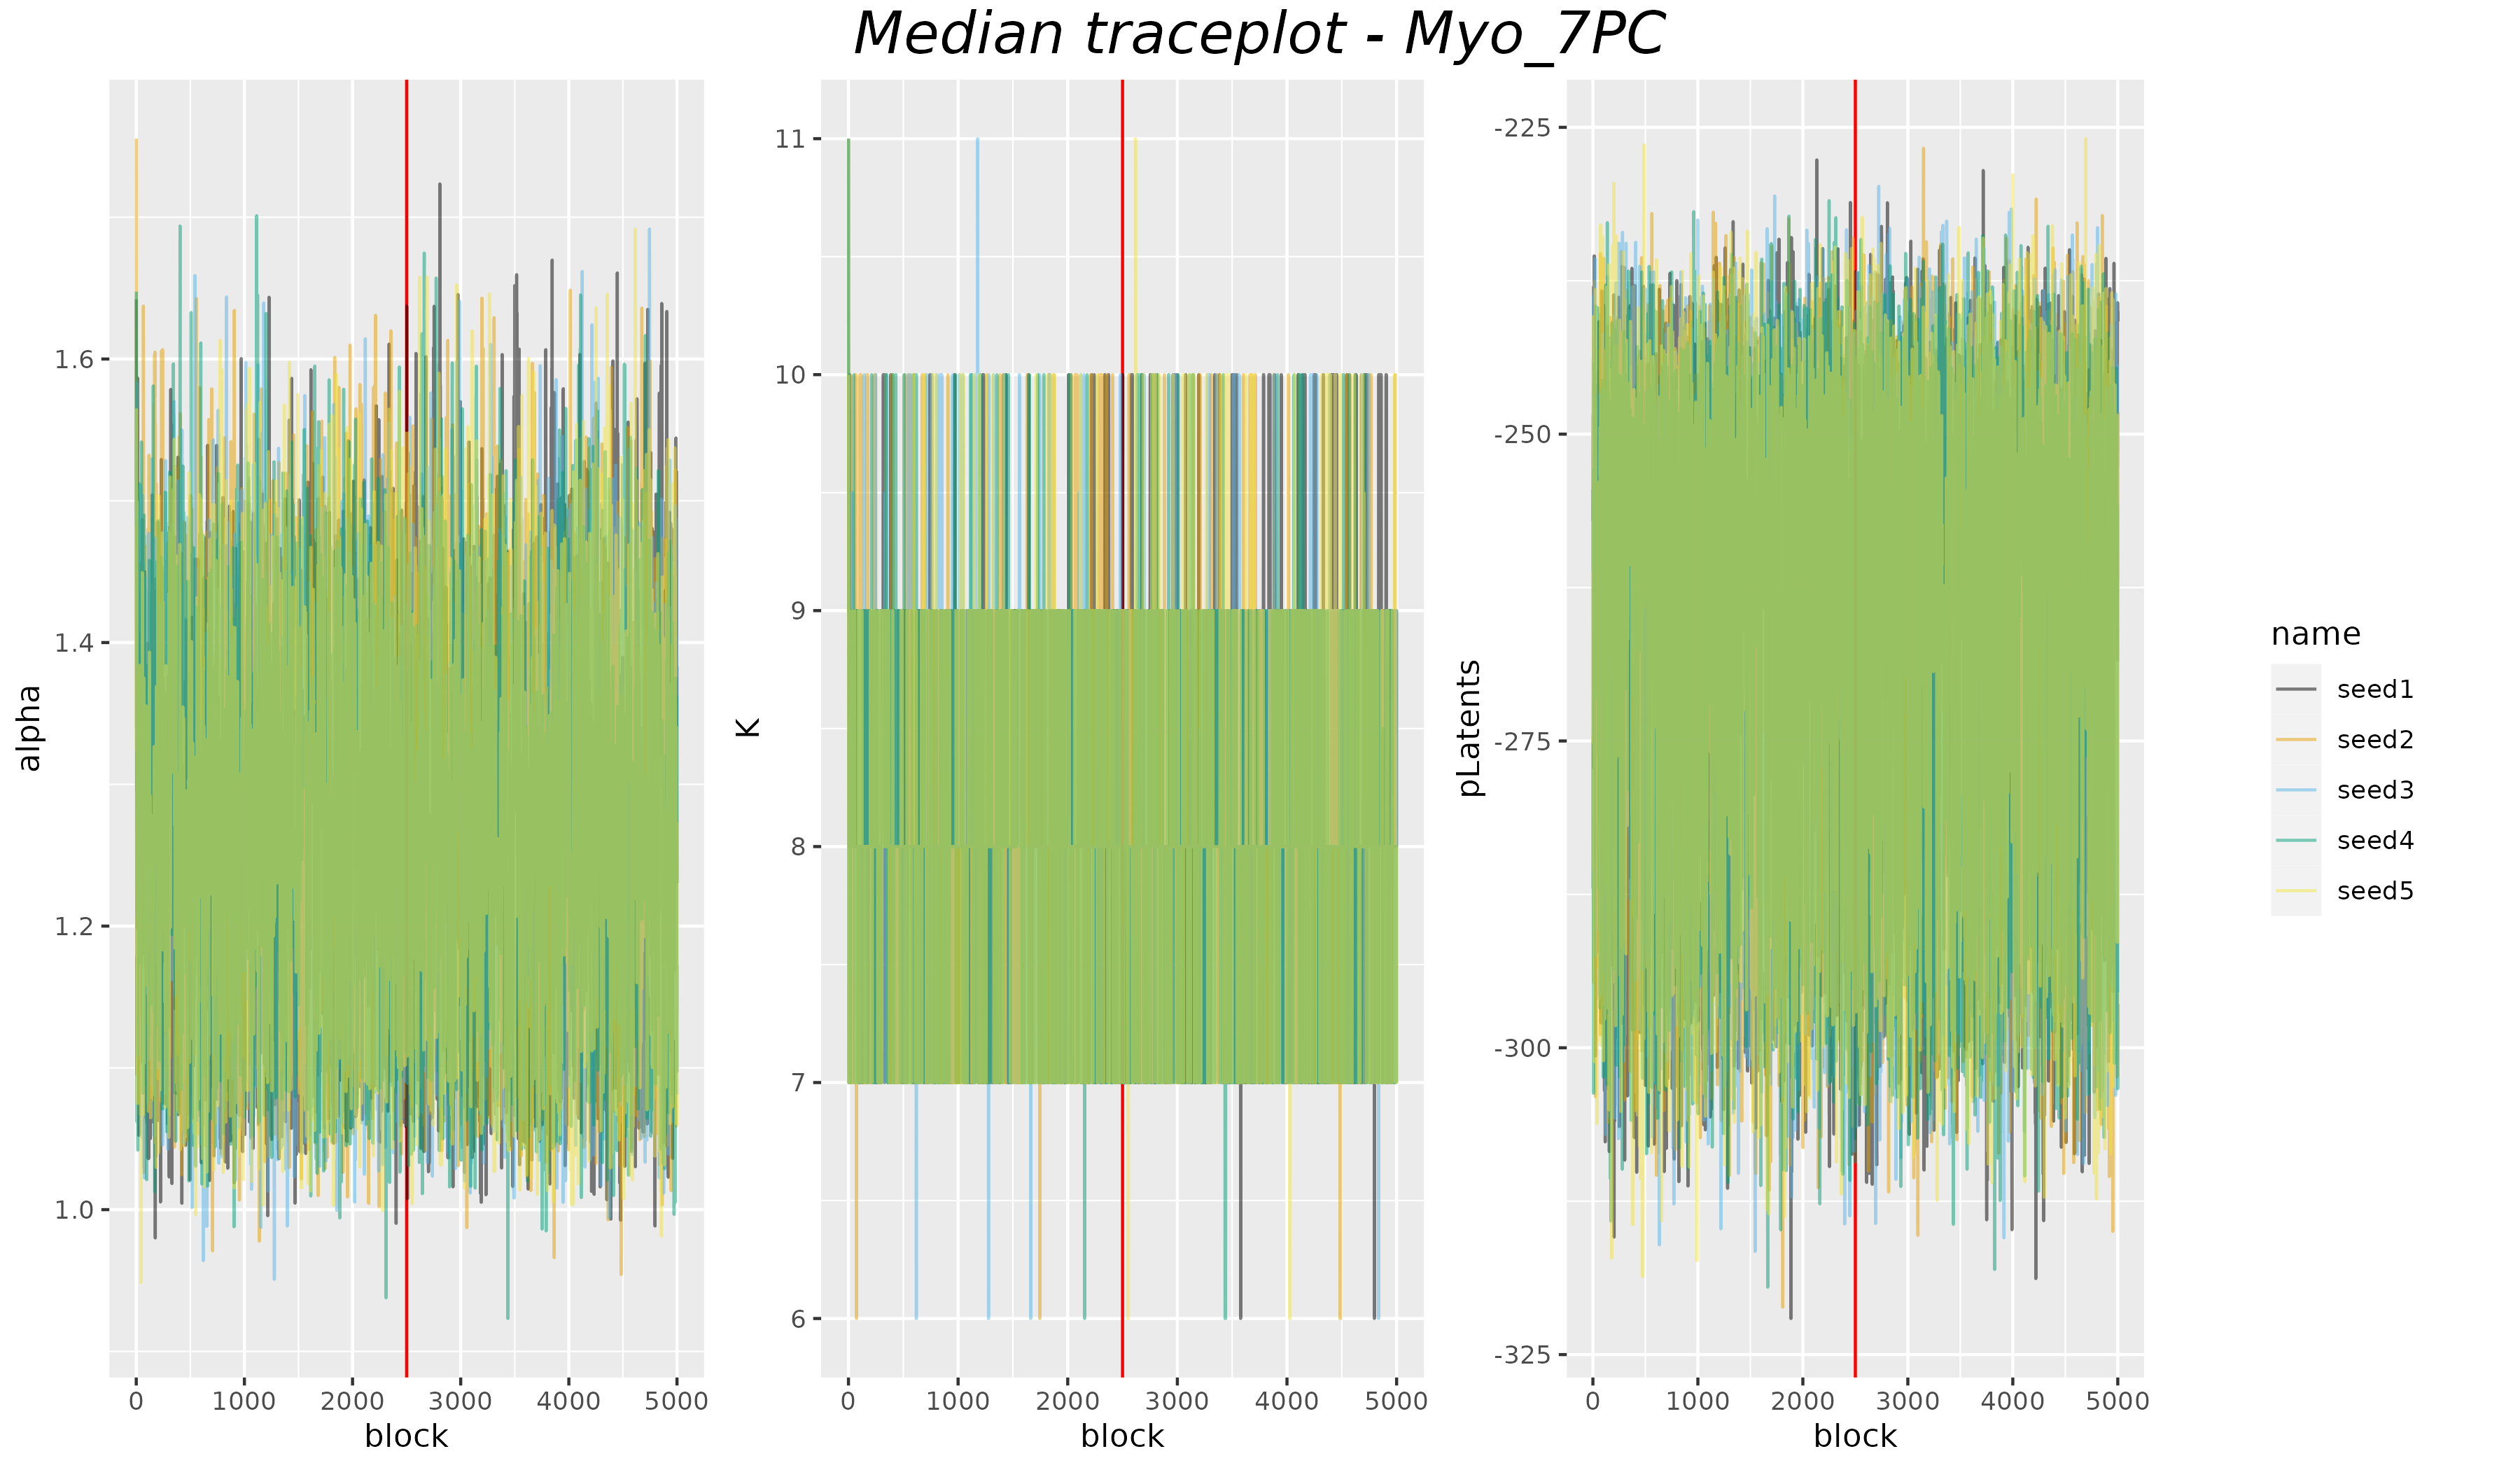 Median traceplot - Myo_7PC
alpha
1.6
1.4
1.2
1.0
0 1000 2000 3000 4000 5000
block
K
11
10
9
8
7
6
0 1000 2000 3000 4000 5000
block
pLatents
-225
-250
-275
-300
-325
0 1000 2000 3000 4000 5000
block
name
seed1
seed2
seed3
seed4
seed5